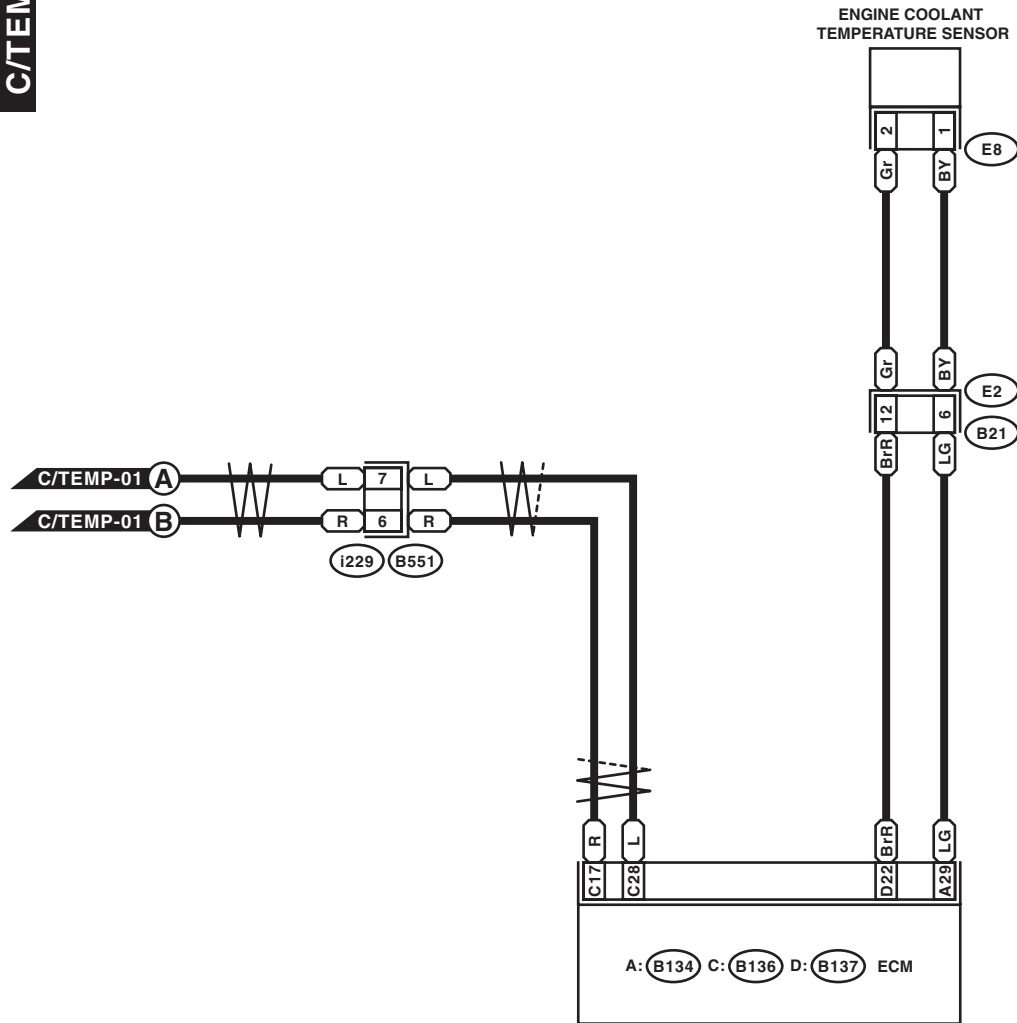 C/TEM
ENGINE COOLANT
TEMPERATURE SENSOR
2 1
E8
Gr BY
Gr BY
E2
12 6
B21
BrR LG
C/TEMP-01 A L 7 L
C/TEMP-01 B R 6 R
i229 B551
R L BrR LG
C17 C28 D22 A29
A: B134 C: B136 D: B137 ECM